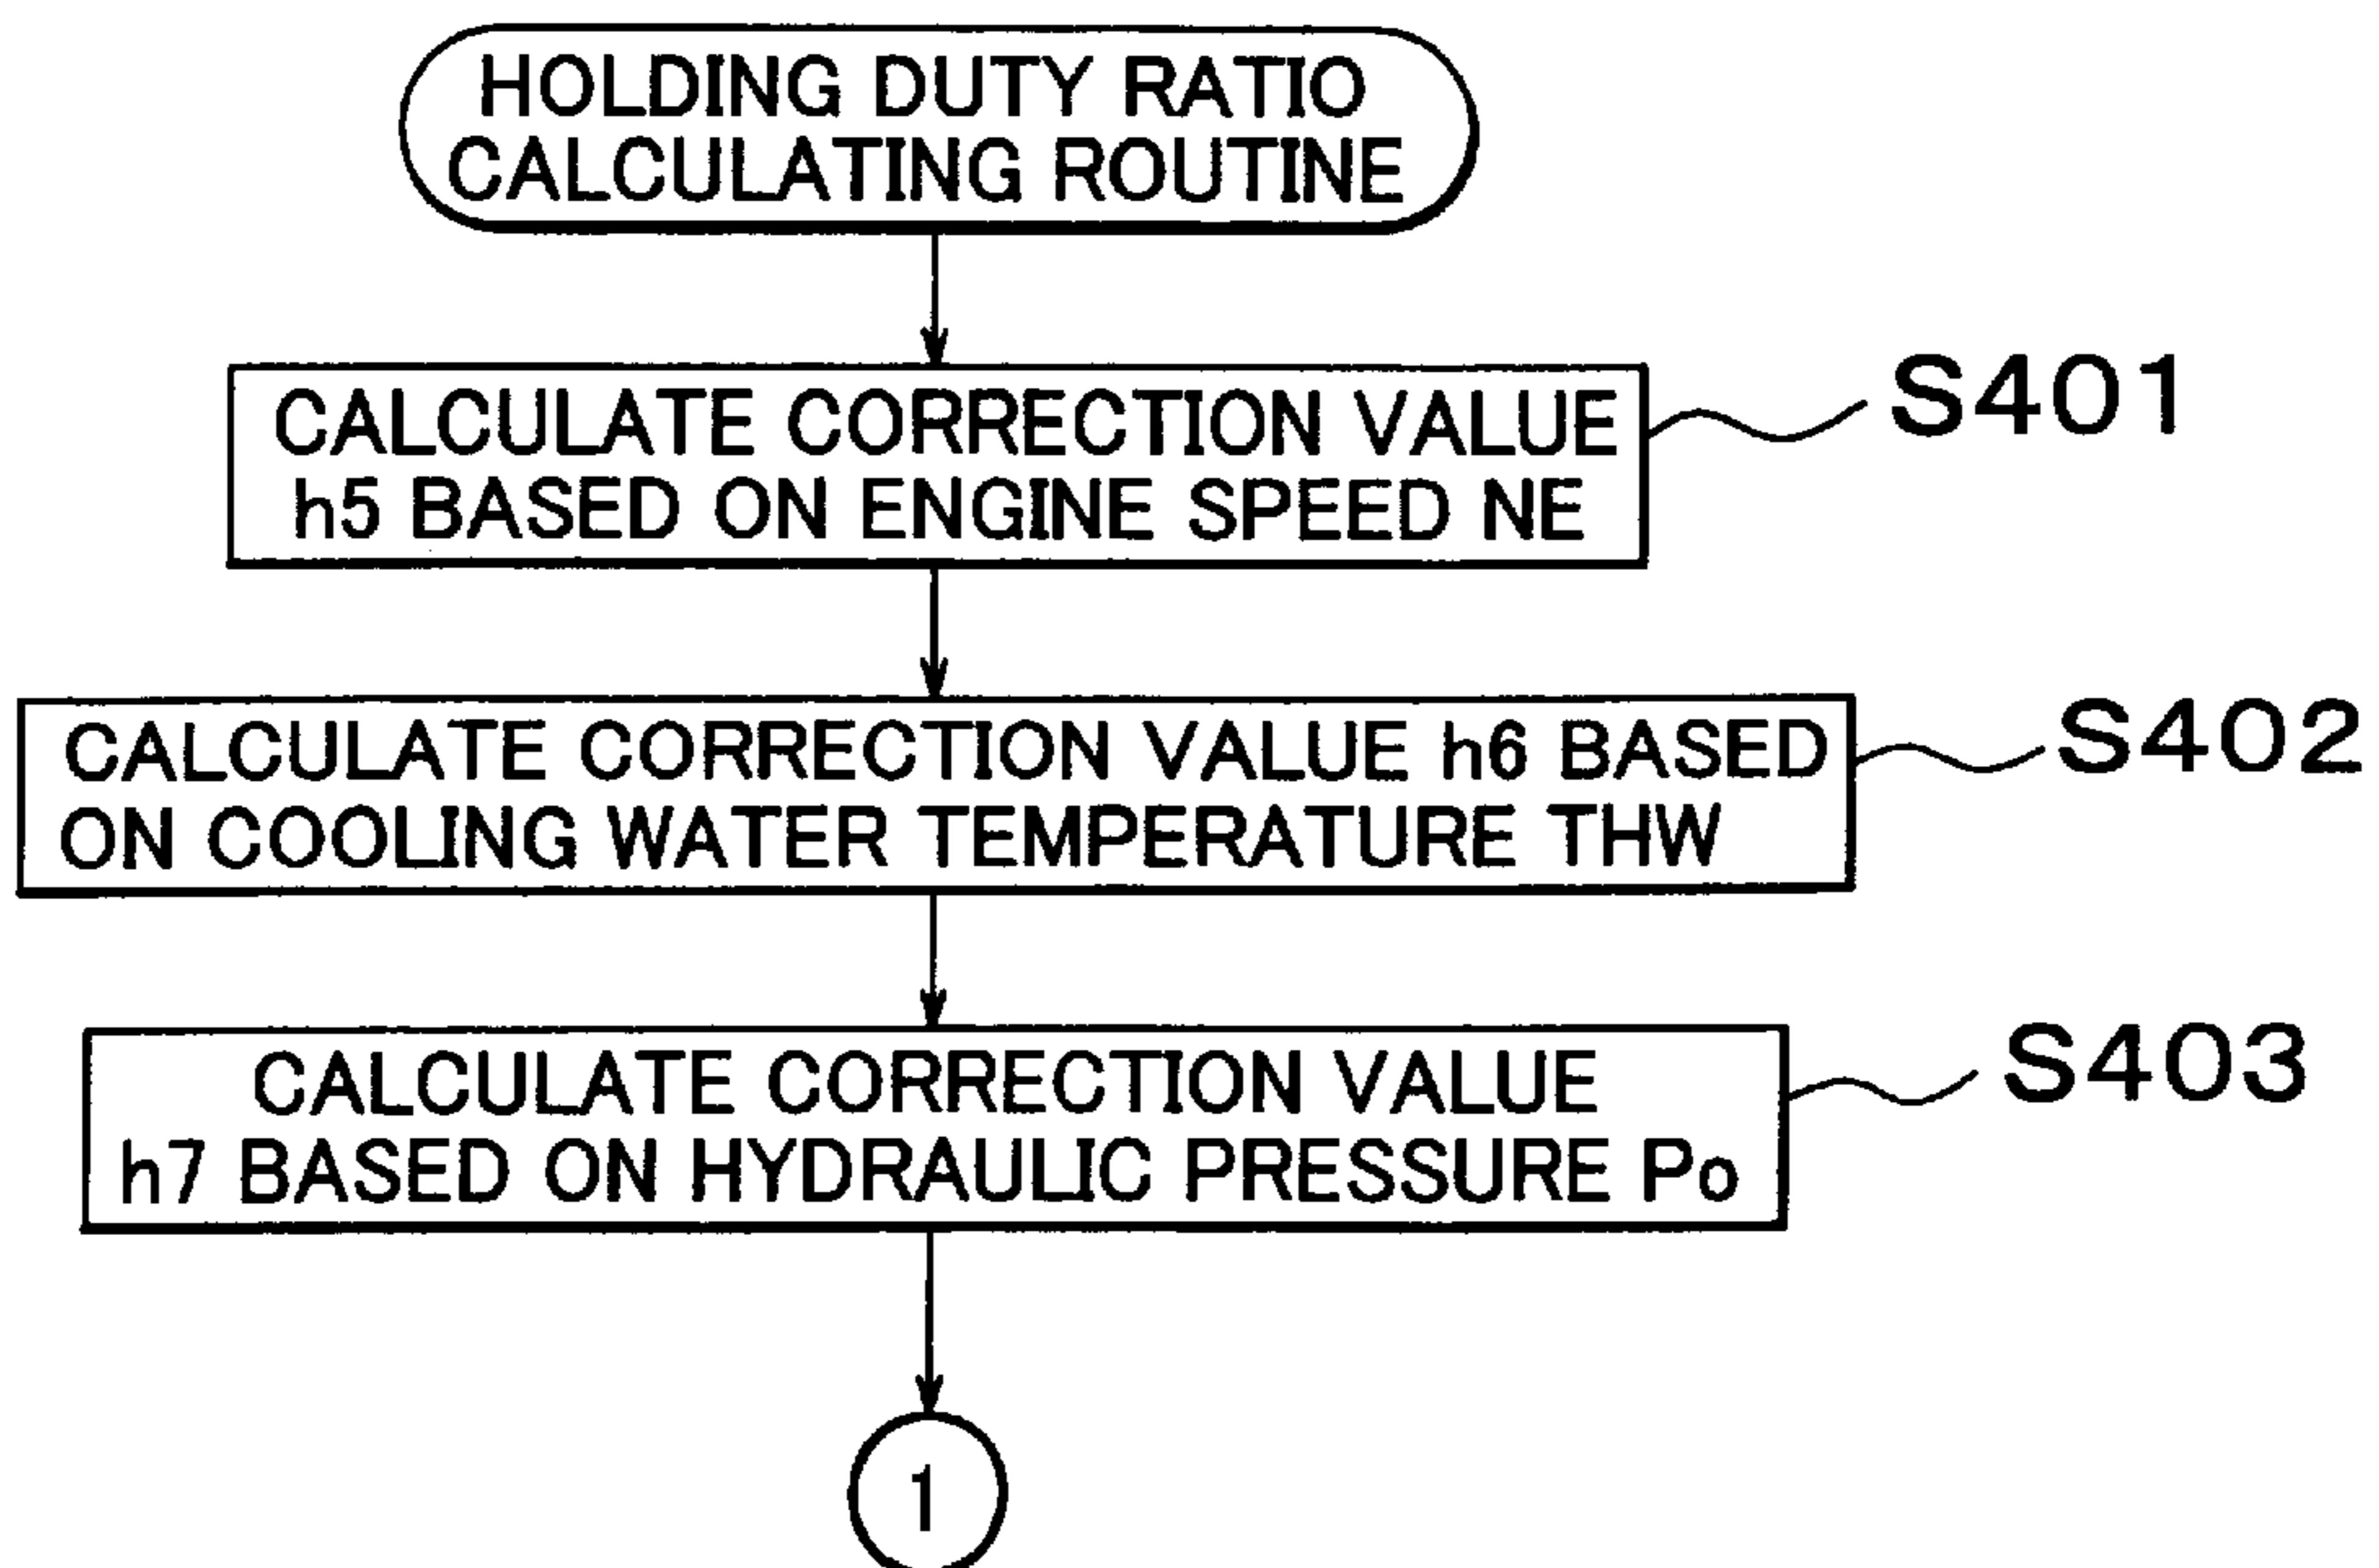 HOLDING DUTY RATIO
CALCULATING ROUTINE
CALCULATE CORRECTION VALUE
h5 BASED ON ENGINE SPEED NE
S401
CALCULATE CORRECTION VALUE h6 BASED
ON COOLING WATER TEMPERATURE THW
S402
CALCULATE CORRECTION VALUE
h7 BASED ON HYDRAULIC PRESSURE Po
S403
1